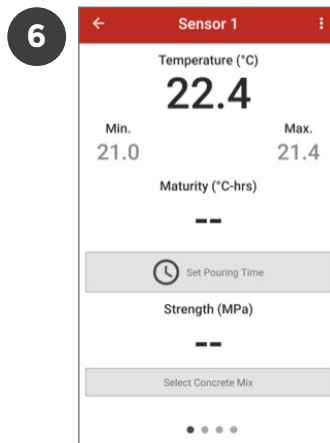 6
Sensor 1
Temperature (°C)
22.4
Min. Max.
21.0 21.4
Maturity (°C-hrs)
--
Set Pouring Time
Strength (MPa)
--
Select Concrete Mix